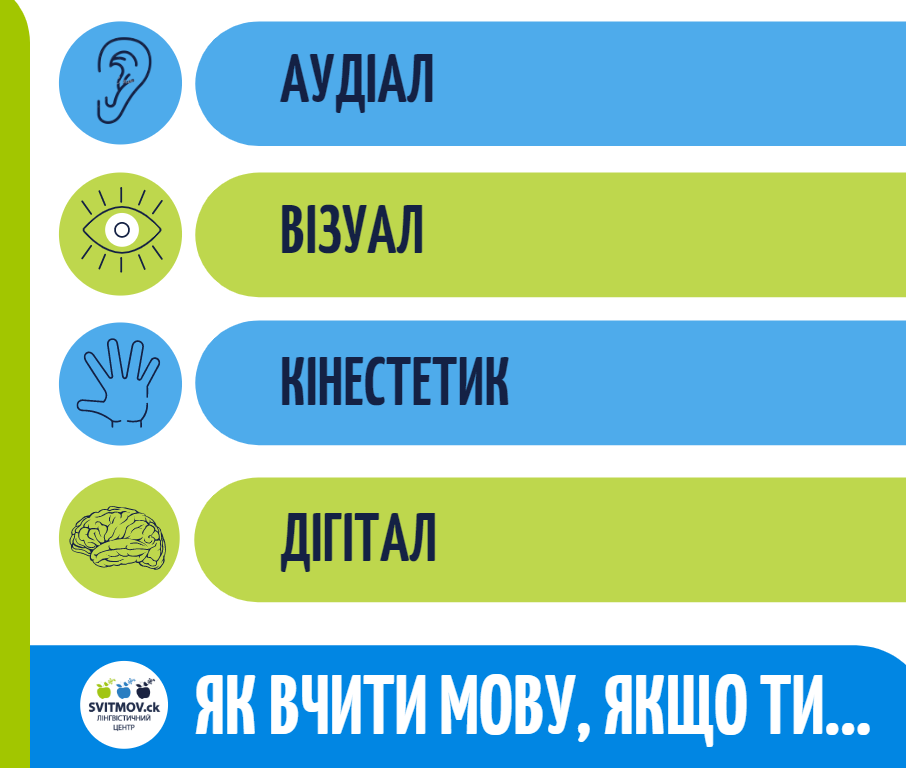 АУДІАЛ
ВІЗУАЛ
КІНЕСТЕТИК
ДІГІТАЛ
SVITMOV.ck
ЛІНГВІСТИЧНИЙ
ЦЕНТР
ЯК ВЧИТИ МОВУ, ЯКЩО ТИ...